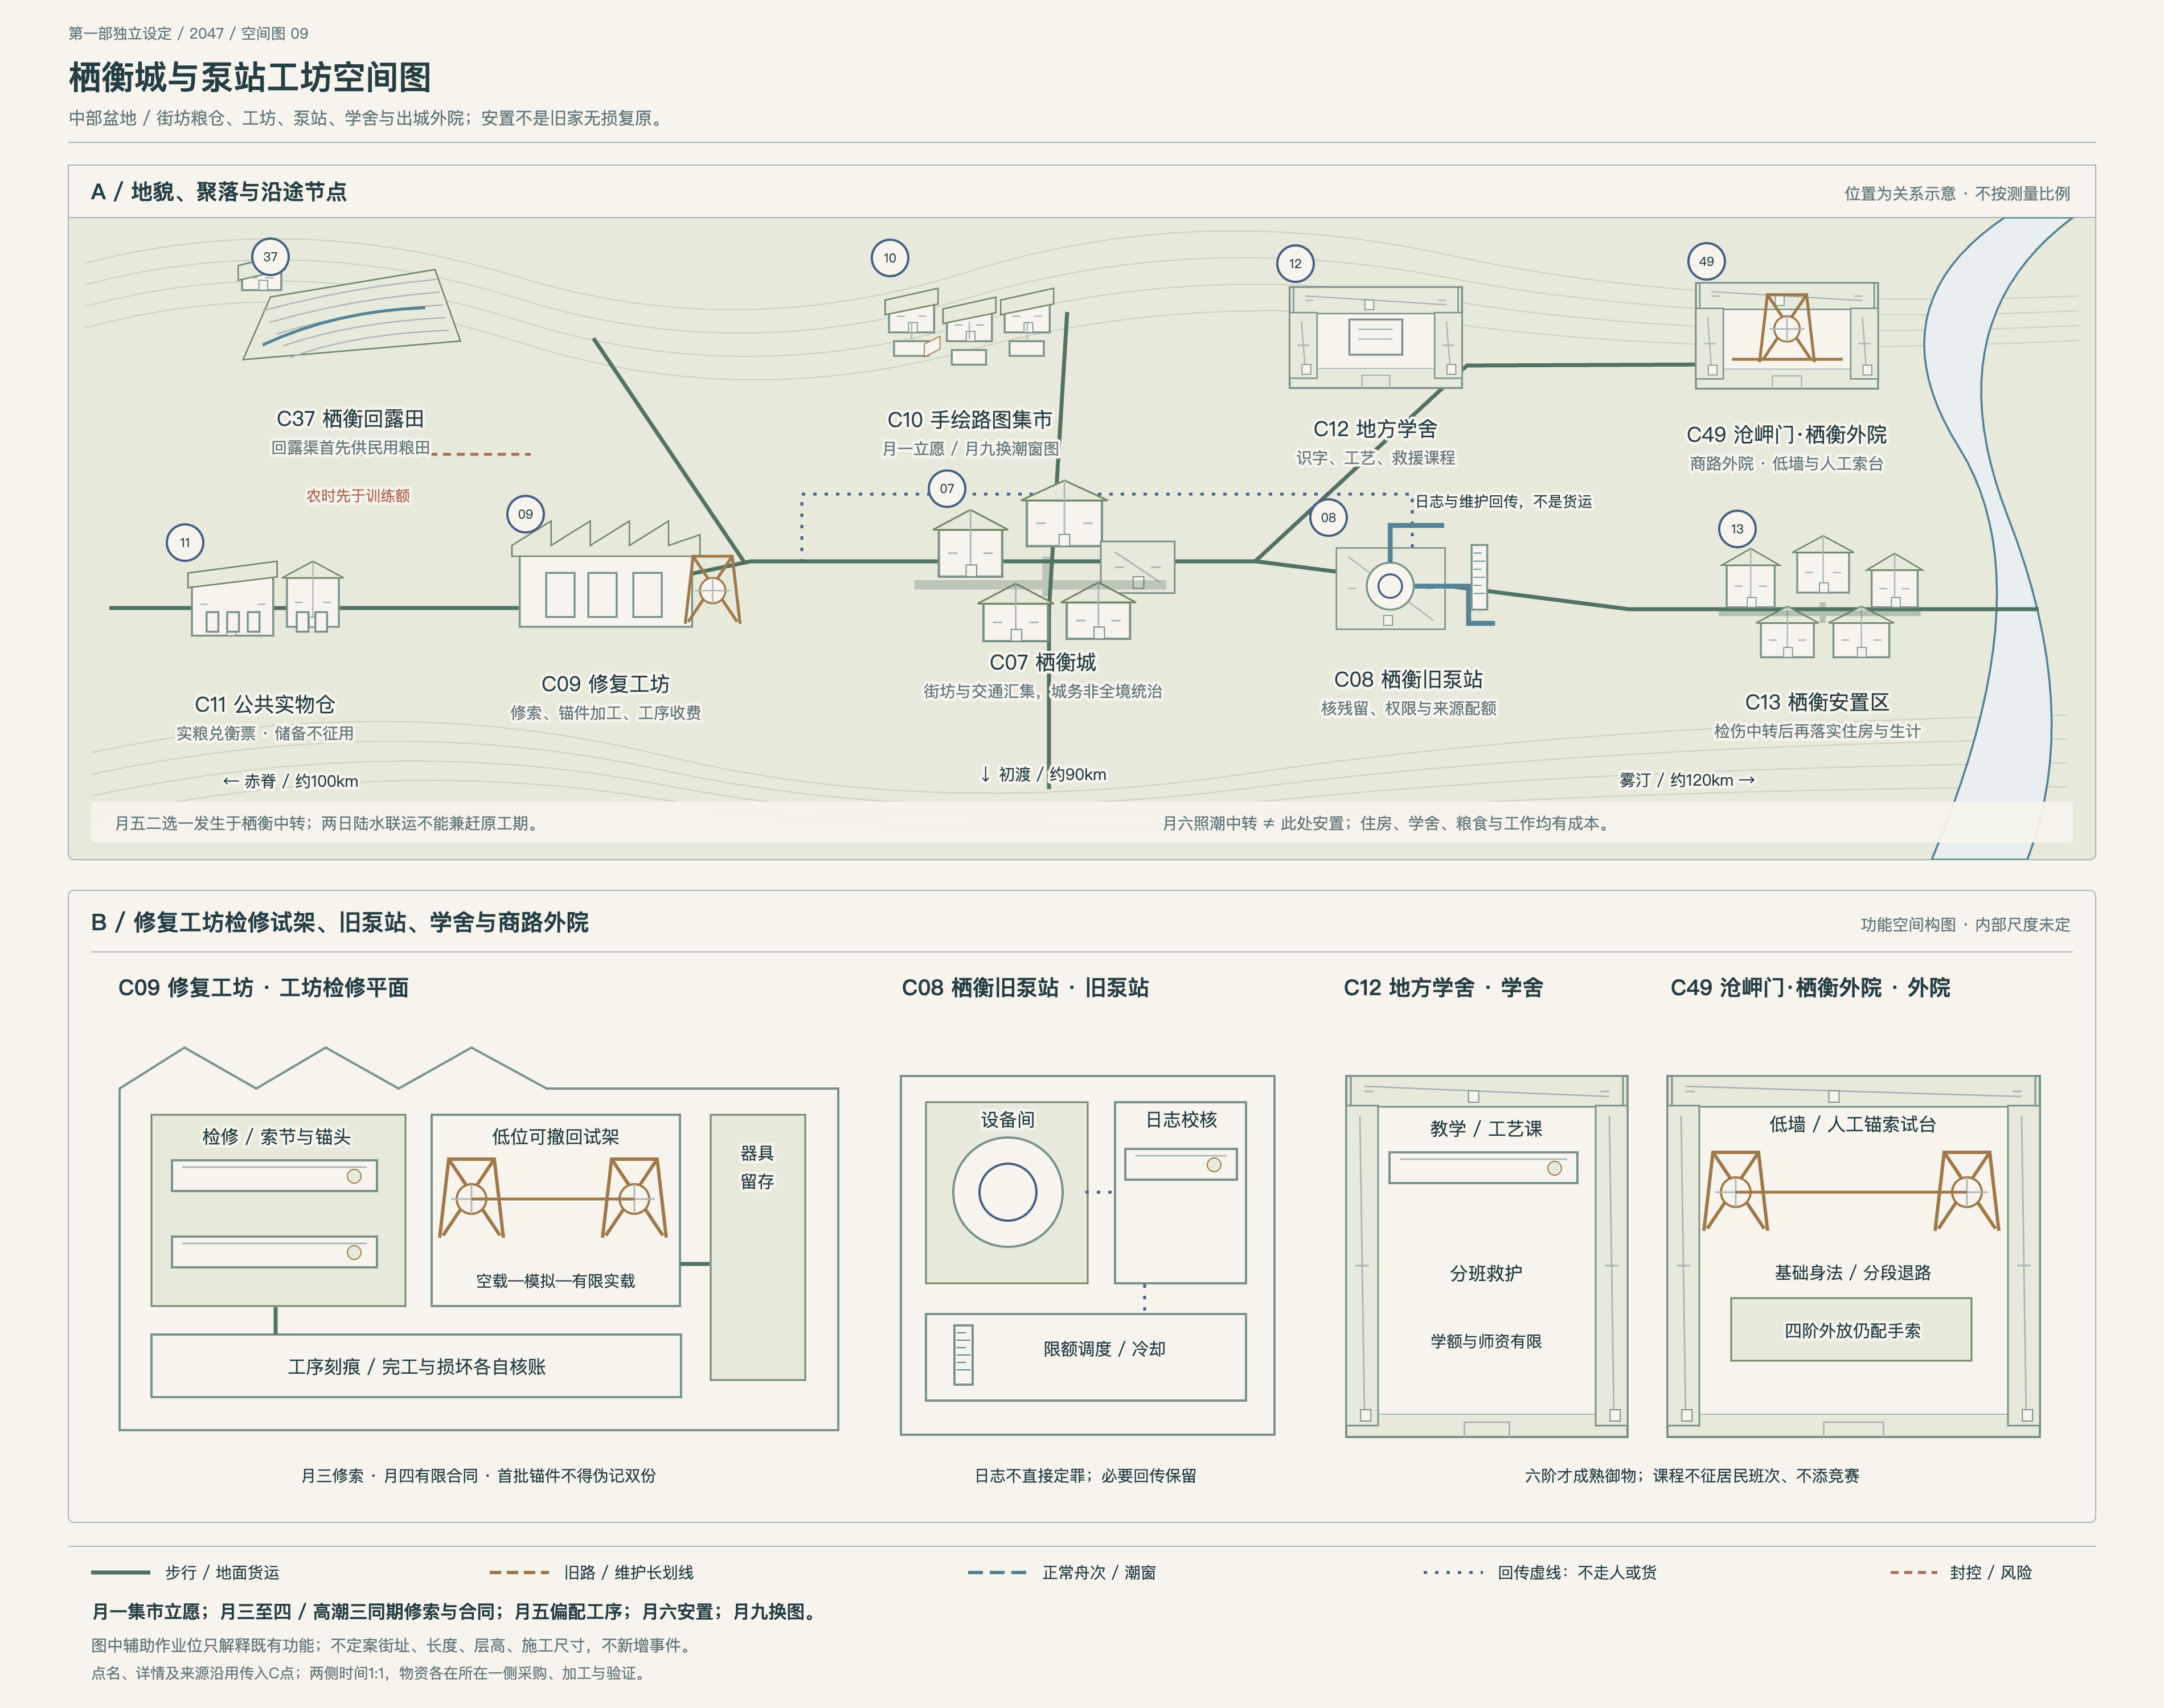 第一部独立设定 / 2047 / 空间图 09
栖衡城与泵站工坊空间图
中部盆地 / 街坊粮仓、工坊、泵站、学舍与出城外院；安置不是旧家无损复原。
A / 地貌、聚落与沿途节点
位置为关系示意 · 不按测量比例
37
10
12
49
C37 栖衡回露田
回露渠首先供民用粮田
农时先于训练额
C10 手绘路图集市
月一立愿 / 月九换潮窗图
C12 地方学舍
识字、工艺、救援课程
C49 沧岬门·栖衡外院
商路外院 · 低墙与人工索台
11
09
07
08
日志与维护回传，不是货运
13
C11 公共实物仓
实粮兑衡票 · 储备不征用
C09 修复工坊
修索、锚件加工、工序收费
C07 栖衡城
街坊与交通汇集，城务非全境统治
C08 栖衡旧泵站
核残留、权限与来源配额
C13 栖衡安置区
检伤中转后再落实住房与生计
← 赤脊 / 约100km
↓ 初渡 / 约90km
雾汀 / 约120km →
月五二选一发生于栖衡中转；两日陆水联运不能兼赶原工期。
月六照潮中转 ≠ 此处安置；住房、学舍、粮食与工作均有成本。
B / 修复工坊检修试架、旧泵站、学舍与商路外院
功能空间构图 · 内部尺度未定
C09 修复工坊 · 工坊检修平面
C08 栖衡旧泵站 · 旧泵站
C12 地方学舍 · 学舍
C49 沧岬门·栖衡外院 · 外院
检修 / 索节与锚头
低位可撤回试架
器具
留存
空载—模拟—有限实载
工序刻痕 / 完工与损坏各自核账
设备间
日志校核
限额调度 / 冷却
教学 / 工艺课
分班救护
学额与师资有限
低墙 / 人工锚索试台
基础身法 / 分段退路
四阶外放仍配手索
月三修索 · 月四有限合同 · 首批锚件不得伪记双份
日志不直接定罪；必要回传保留
六阶才成熟御物；课程不征居民班次、不添竞赛
步行 / 地面货运
旧路 / 维护长划线
正常舟次 / 潮窗
回传虚线：不走人或货
封控 / 风险
月一集市立愿；月三至四 / 高潮三同期修索与合同；月五偏配工序；月六安置；月九换图。
图中辅助作业位只解释既有功能；不定案街址、长度、层高、施工尺寸，不新增事件。
点名、详情及来源沿用传入C点；两侧时间1:1，物资各在所在一侧采购、加工与验证。